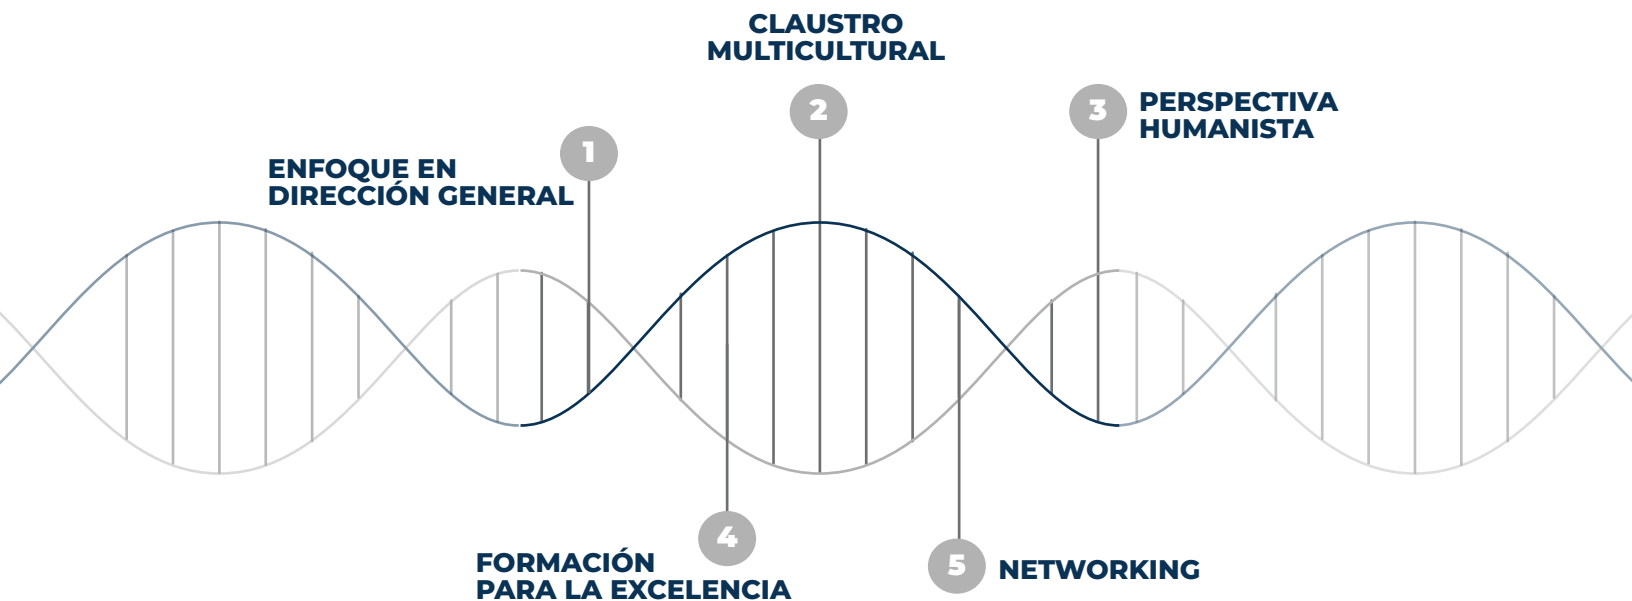 1
ENFOQUE EN
DIRECCIÓN GENERAL
CLAUSTRO
MULTICULTURAL
2
3
PERSPECTIVA
HUMANISTA
4
FORMACIÓN
PARA LA EXCELENCIA
5
NETWORKING